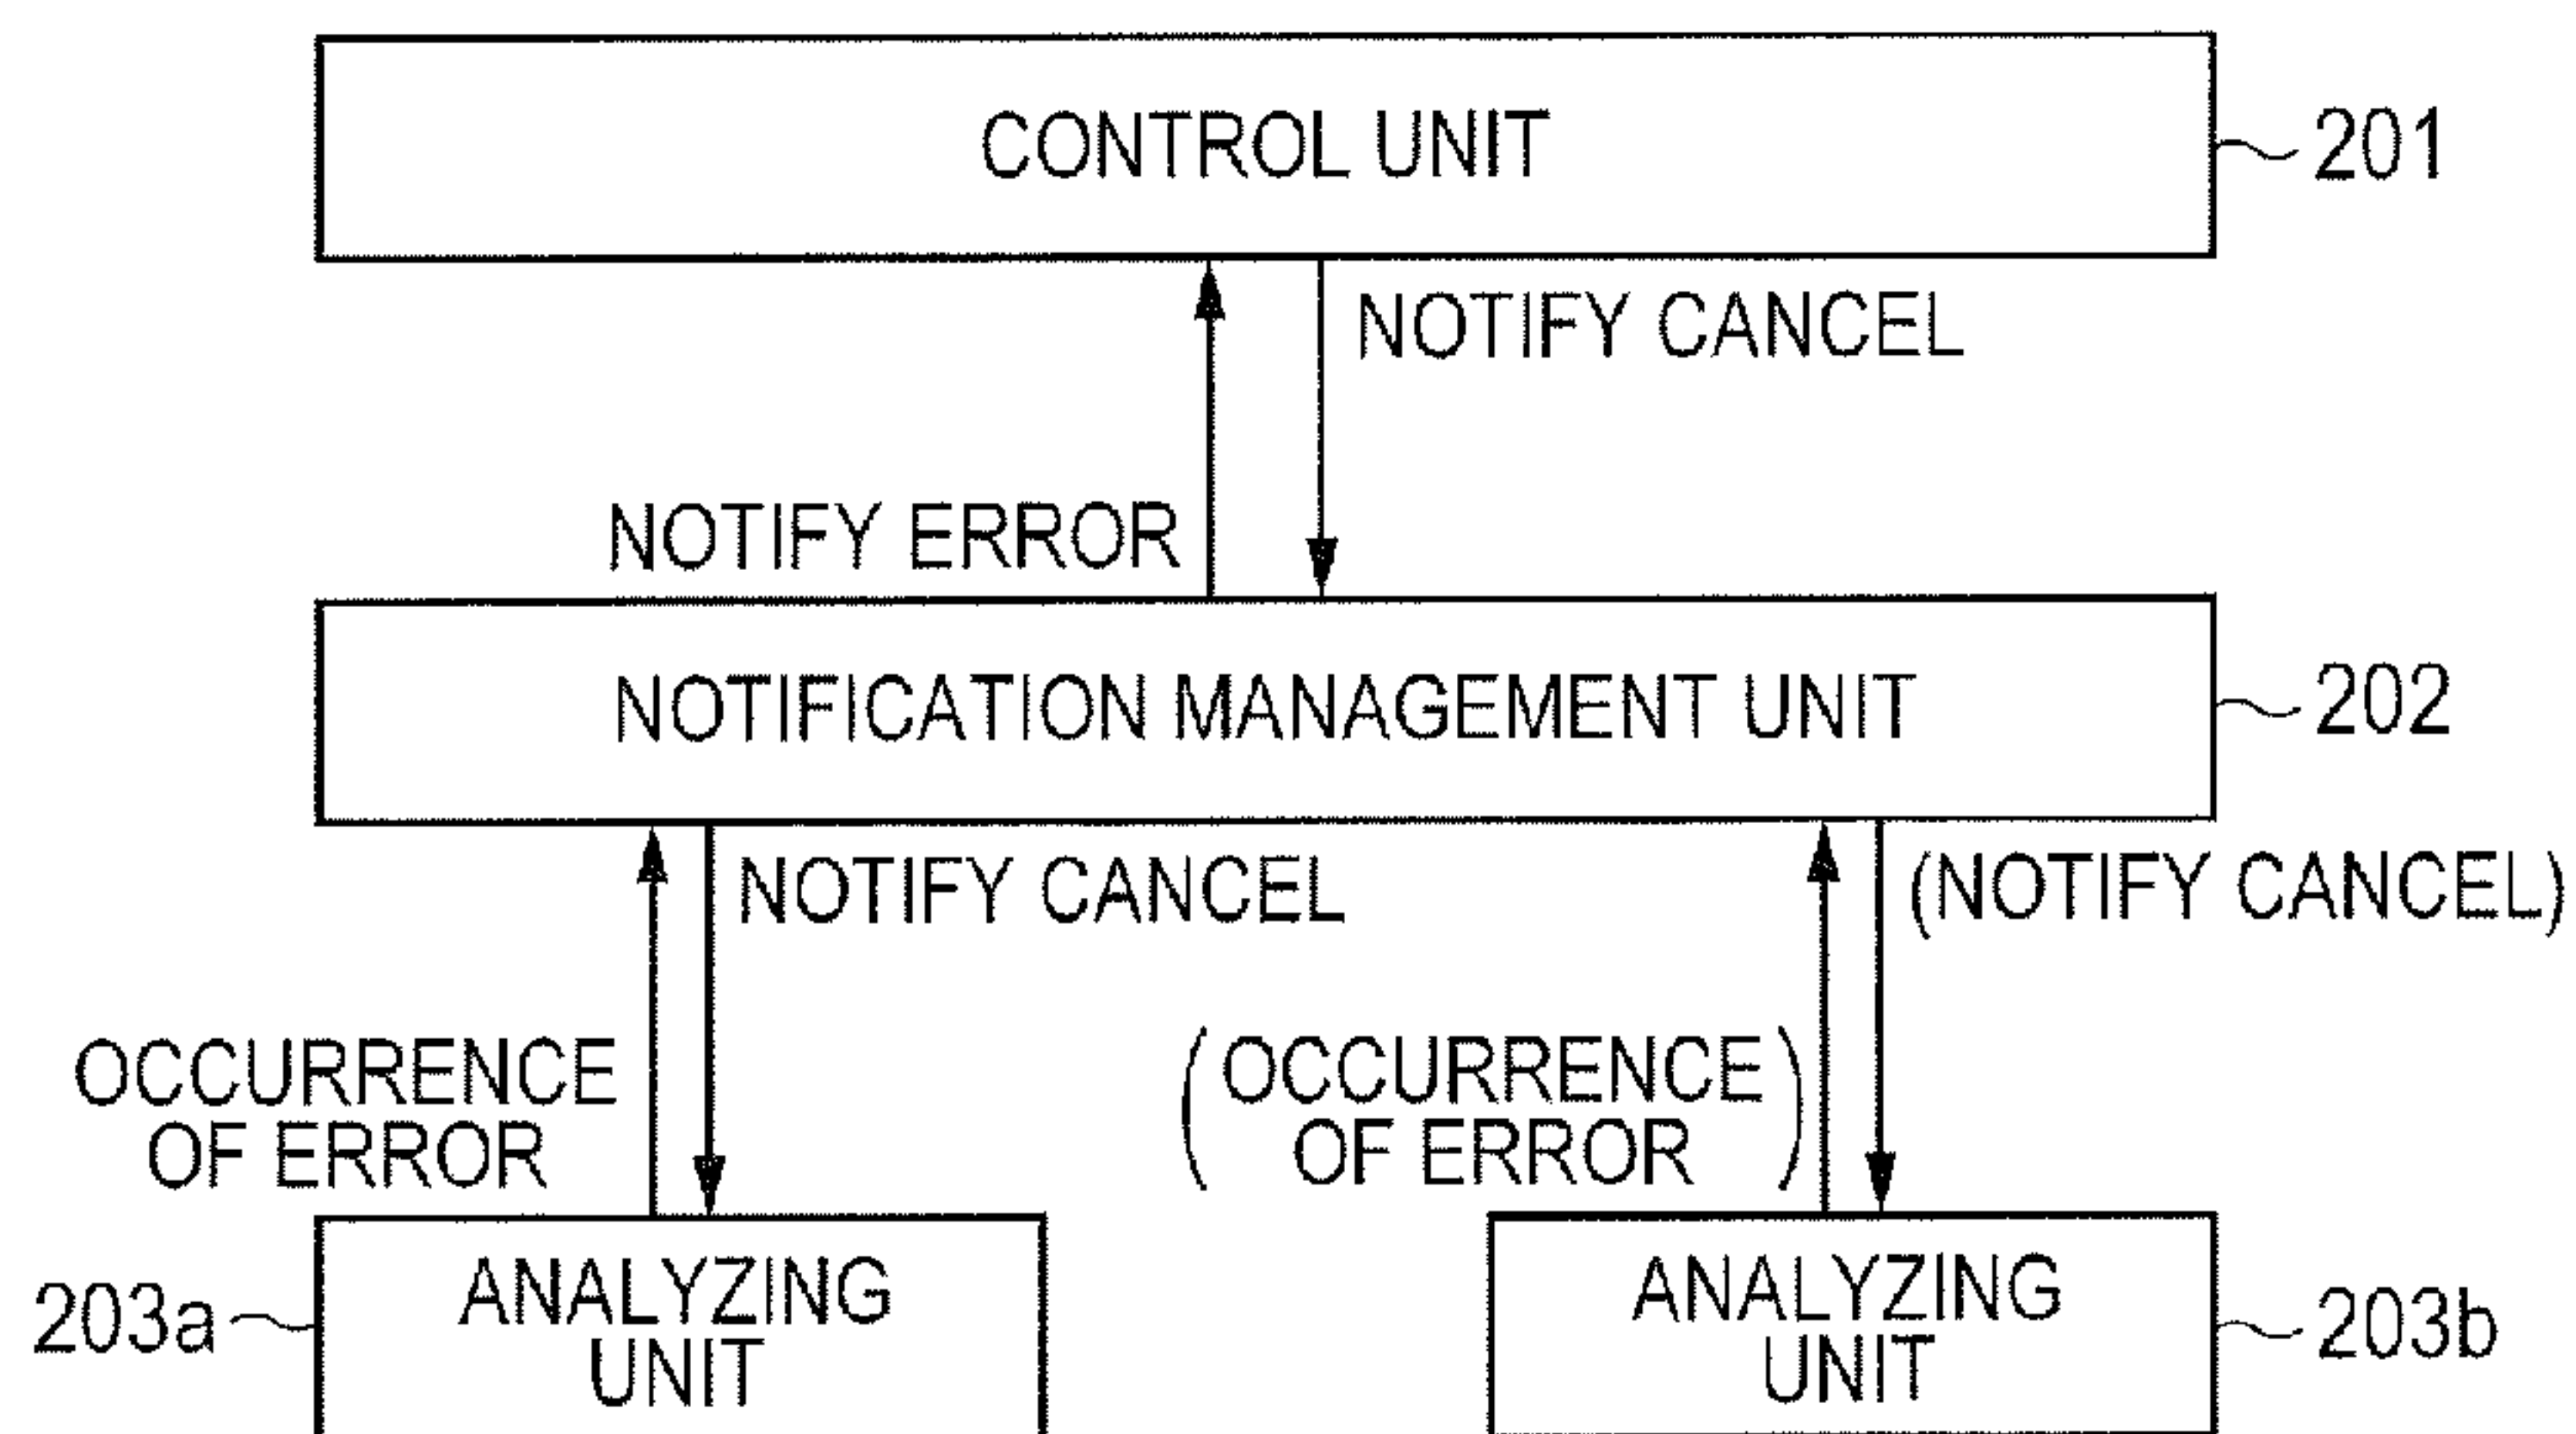 CONTROL UNIT
201
NOTIFY CANCEL
NOTIFY ERROR
NOTIFICATION MANAGEMENT UNIT
202
NOTIFY CANCEL
(NOTIFY CANCEL)
OCCURRENCE
OF ERROR
(OCCURRENCE
OF ERROR)
203a
ANALYZING
UNIT
ANALYZING
UNIT
203b